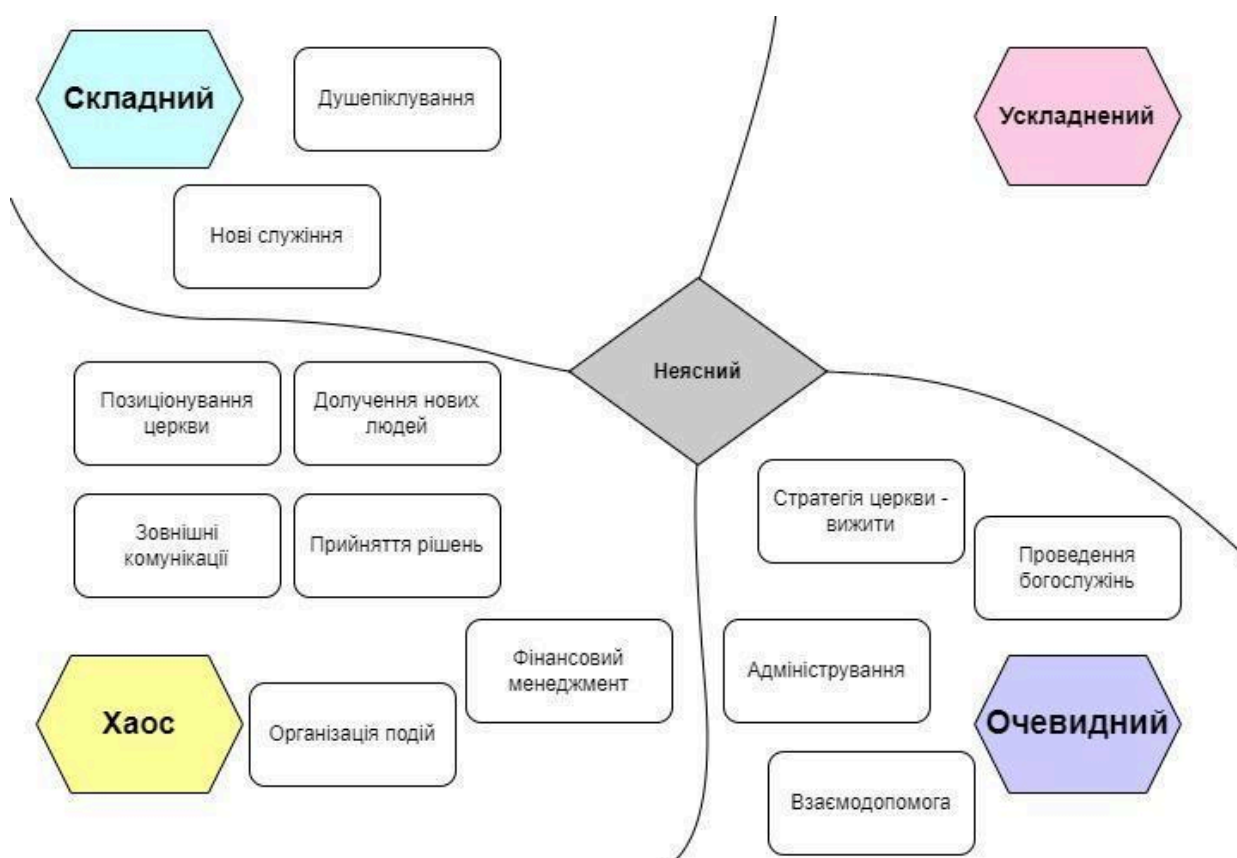 Складний
Душепіклування
Ускладнений
Нові служіння
Неясний
Позиціонування
церкви
Долучення нових
людей
Зовнішні
комунікації
Прийняття рішень
Стратегія церкви -
вижити
Проведення
богослужінь
Фінансовий
менеджмент
Адміністрування
Хаос
Організація подій
Очевидний
Взаємодопомога